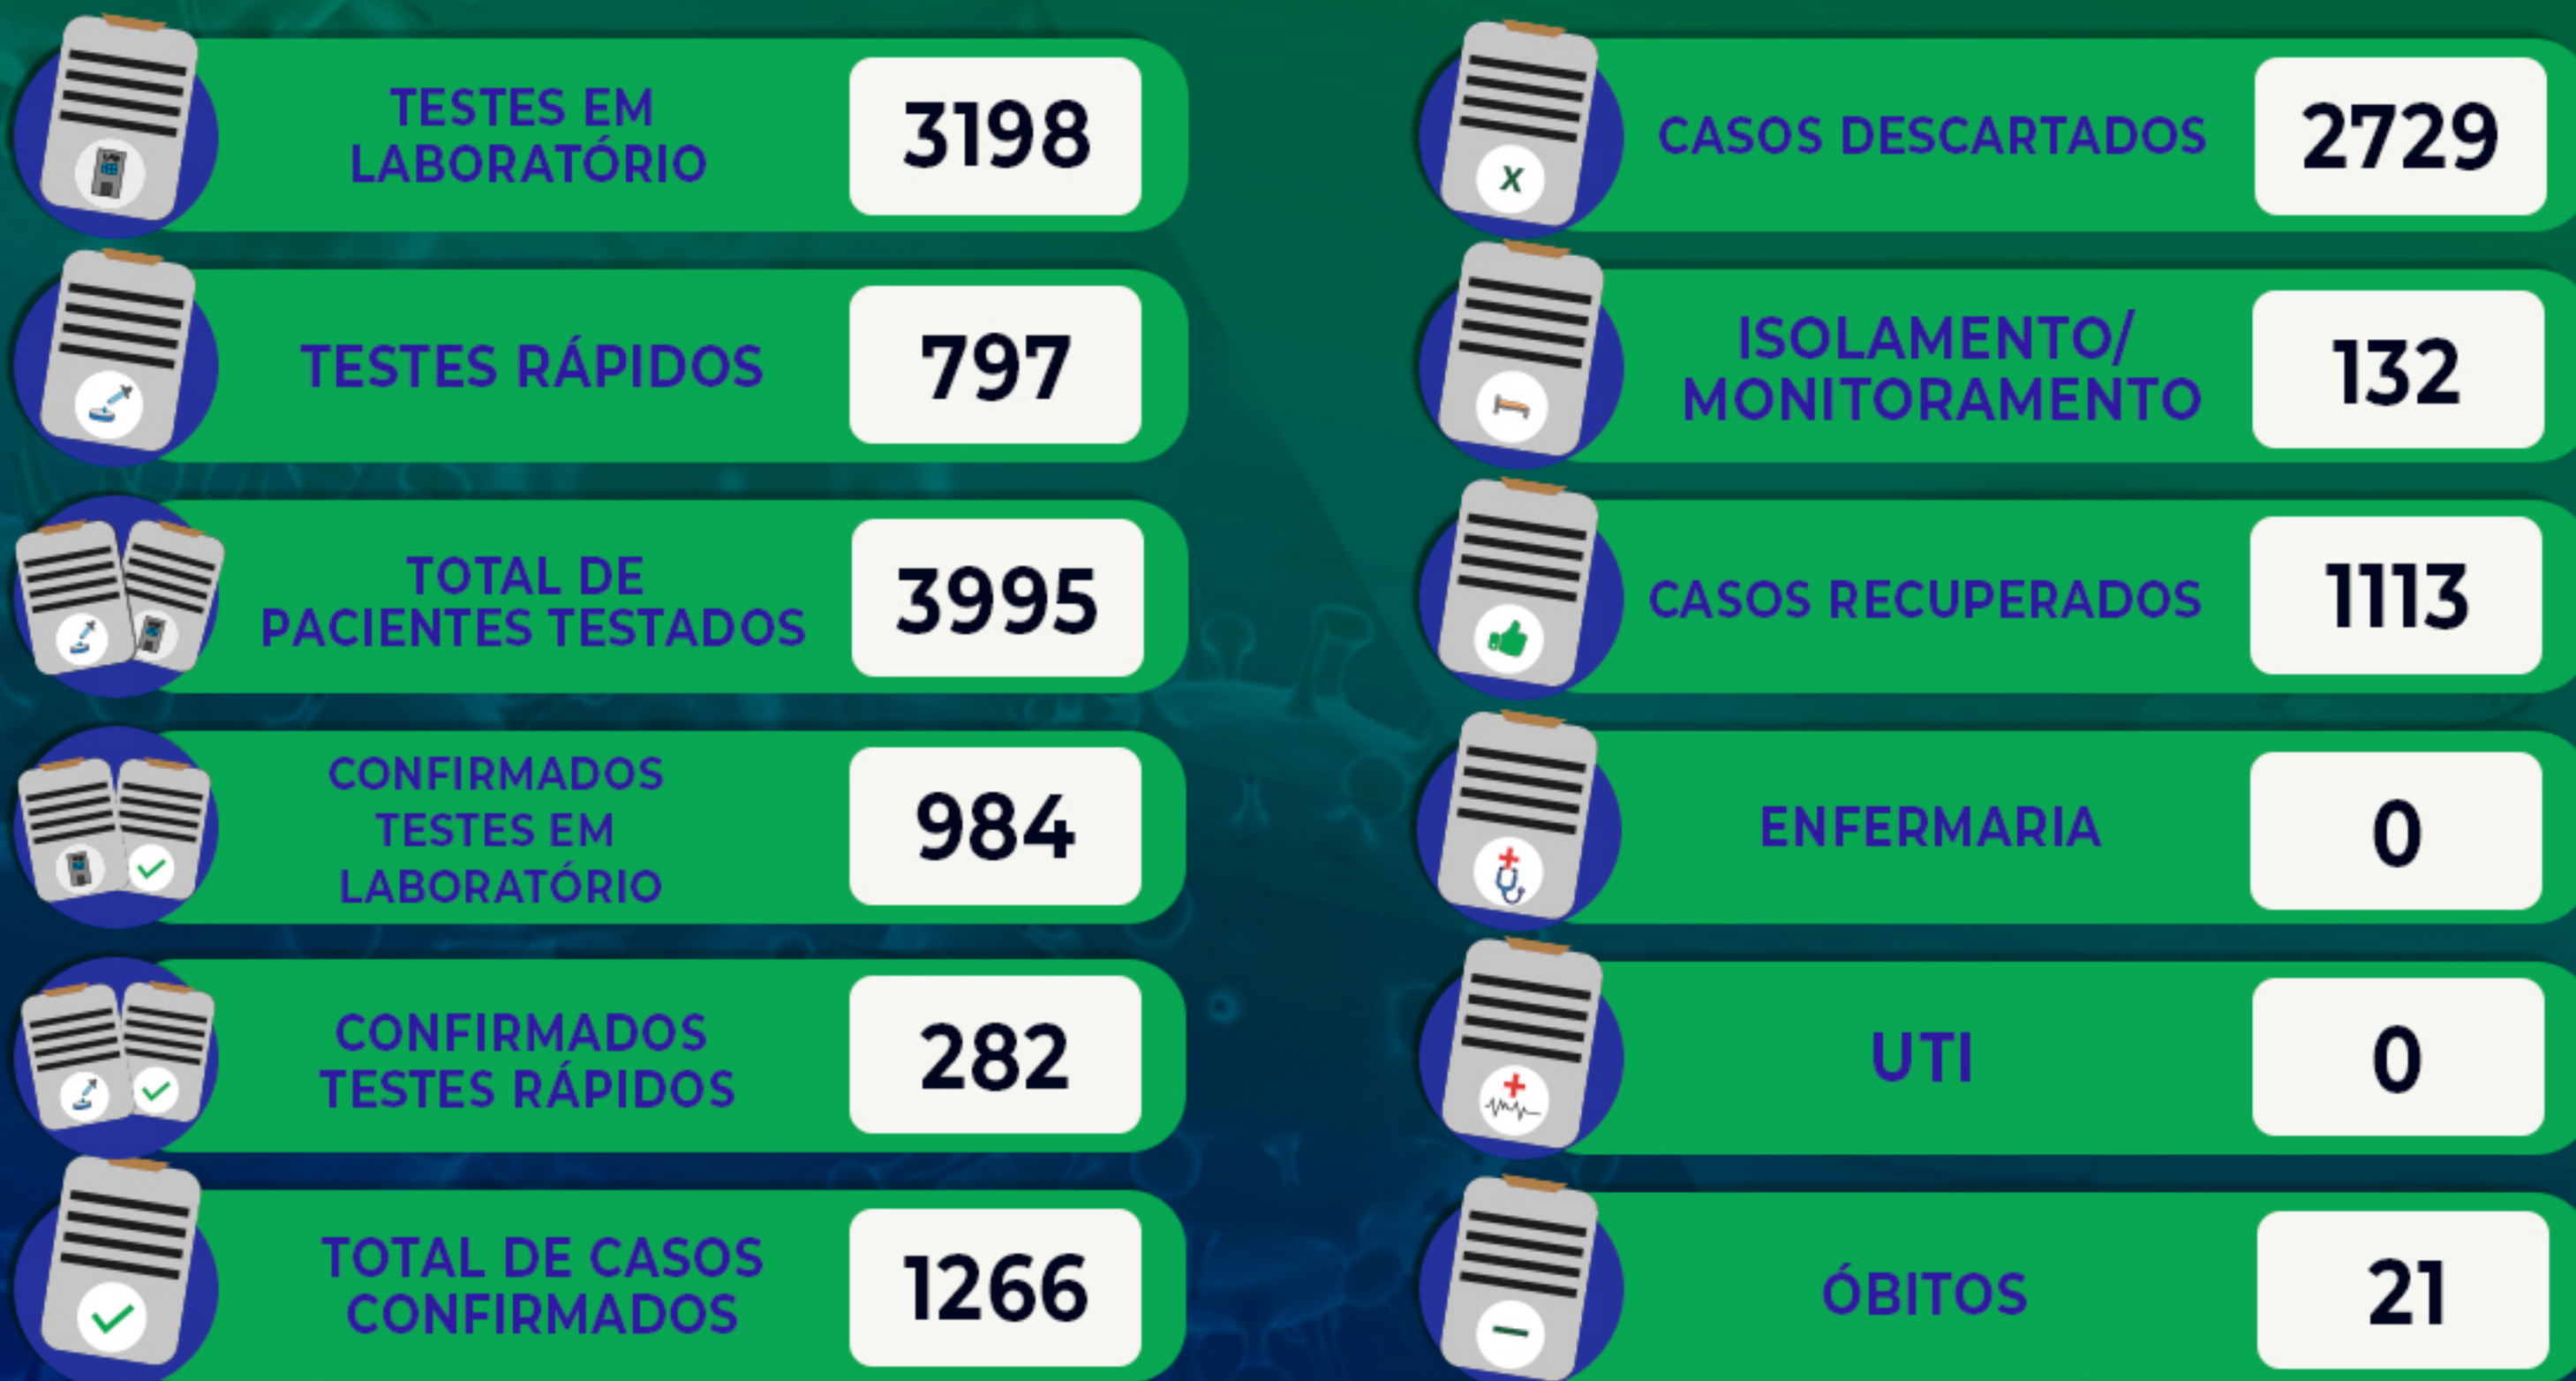 TESTES EM
LABORATÓRIO
3198
TESTES RÁPIDOS
797
TOTAL DE
PACIENTES TESTADOS
3995
CONFIRMADOS
TESTES EM
LABORATÓRIO
984
CONFIRMADOS
TESTES RÁPIDOS
282
TOTAL DE CASOS
CONFIRMADOS
1266
CASOS DESCARTADOS
2729
ISOLAMENTO/
MONITORAMENTO
132
CASOS RECUPERADOS
1113
ENFERMARIA
0
UTI
0
ÓBITOS
21